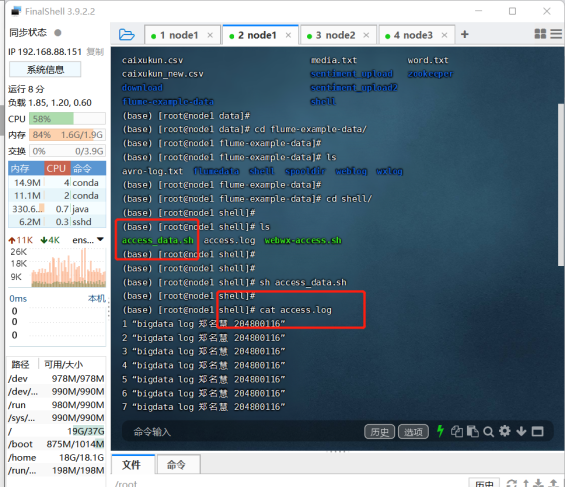 FinalShell 3.9.2.2
同步状态
IP 192.168.88.151 复制
系统信息
运行 8 分
负载 1.85, 1.20, 0.60
CPU 58%
内存 84% 1.6G/1.9G
交换 0% 0/3.9G
内存 CPU 命令
14.9M 4 conda
11.1M 2 conda
330.6... 0.7 java
6.2M 0.3 sshd
11K 4K ens...
26K
18K
9K
0ms 本机
0
0
0
路径 可用/大小
/dev 978M/978M
/dev/... 990M/990M
/run 980M/990M
/sys/... 990M/990M
/ 19G/37G
/boot 875M/1014M
/home 18G/18.1G
/run/... 198M/198M
1 node1 × 2 node1 × 3 node2 × 4 node3 × +
caixukun.csv media.txt word.txt
caixukun_new.csv sentiment_upload zookeeper
download sentiment_upload2
flume-example-data shell
(base) [root@node1 data]#
(base) [root@node1 data]# cd flume-example-data/
(base) [root@node1 flume-example-data]#
(base) [root@node1 flume-example-data]# ls
avro-log.txt flumedata shell spooldir weblog wxlog
(base) [root@node1 flume-example-data]#
(base) [root@node1 flume-example-data]# cd shell/
(base) [root@node1 shell]#
(base) [root@node1 shell]# ls
access_data.sh access.log webwx-access.sh
(base) [root@node1 shell]#
(base) [root@node1 shell]#
(base) [root@node1 shell]# sh access_data.sh
(base) [root@node1 shell]#
(base) [root@node1 shell]# cat access.log
1 “bigdata log 郑名慧 204800116”
2 “bigdata log 郑名慧 204800116”
3 “bigdata log 郑名慧 204800116”
4 “bigdata log 郑名慧 204800116”
5 “bigdata log 郑名慧 204800116”
6 “bigdata log 郑名慧 204800116”
7 “bigdata log 郑名慧 204800116”
命令输入 历史 选项
文件 命令
/root 历史